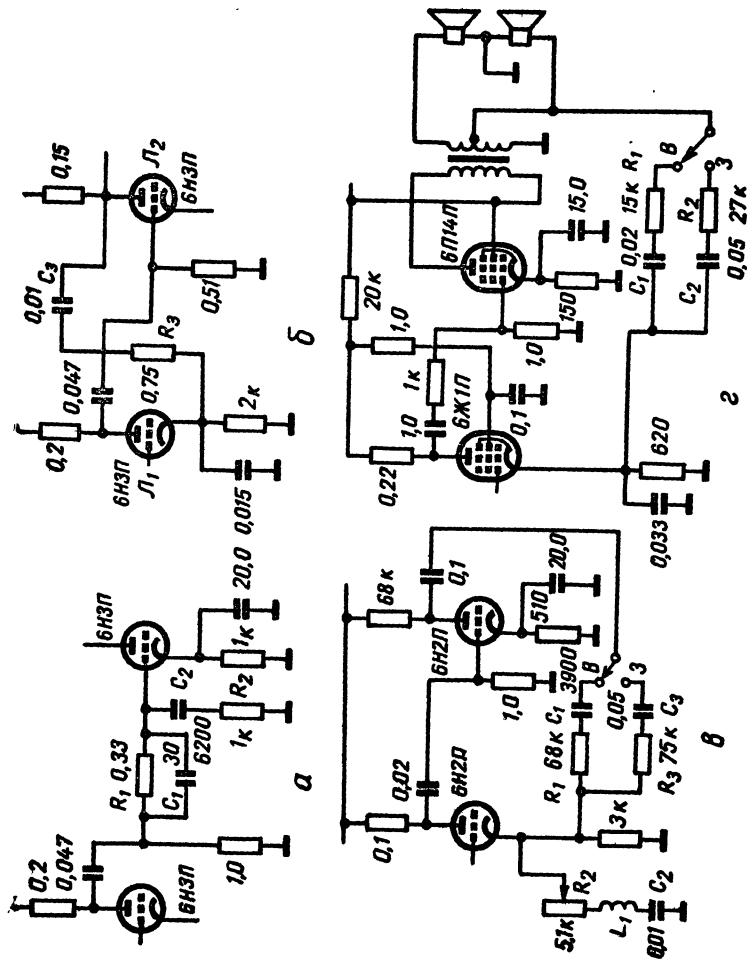 0,2
0,047
6Н3П
1,0
R₁ 0,33
C₁ 30
6200
C₂
R₂
1к
6Н3П
1к
20,0
а
0,2
6Н3П
Л₁
0,047
0,75
R₃
0,01
C₃
0,015
2к
0,51
0,15
Л₂
6Н3П
б
0,1
0,02
6Н2П
5,1к
R₂
L₁
C₂
0,01
3к
R₁
68к
C₁
3900
R₃
75к
C₃
0,05
В
З
68к
0,1
6Н2П
1,0
510
20,0
в
0,22
1,0
1к
6Ж1П
0,1
1,0
20к
1,0
6П14П
150
15,0
0,033
620
C₁
0,02
15к
R₁
C₂
0,05
R₂
27к
В
З
г